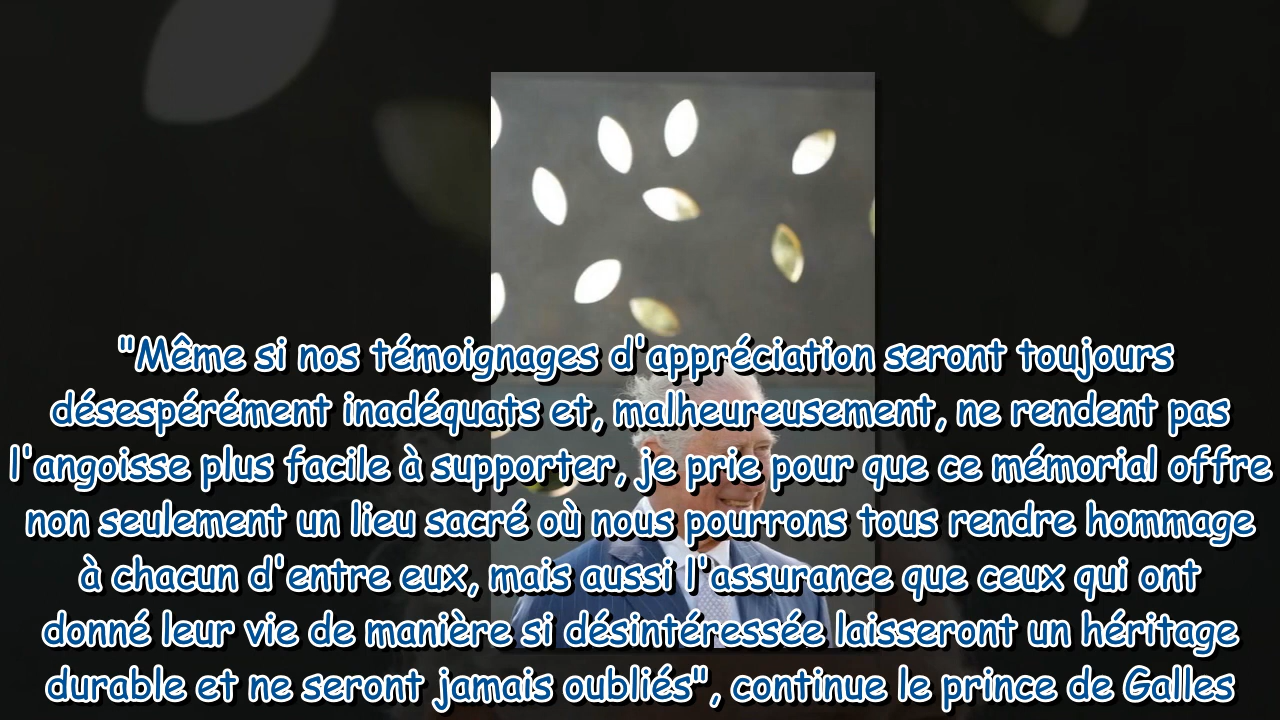 "Même si nos témoignages d'appréciation seront toujours
désespérément inadéquats et, malheureusement, ne rendent pas
l'angoisse plus facile à supporter, je prie pour que ce mémorial offre
non seulement un lieu sacré où nous pourrons tous rendre hommage
à chacun d'entre eux, mais aussi l'assurance que ceux qui ont
donné leur vie de manière si désintéressée laisseront un héritage
durable et ne seront jamais oubliés", continue le prince de Galles